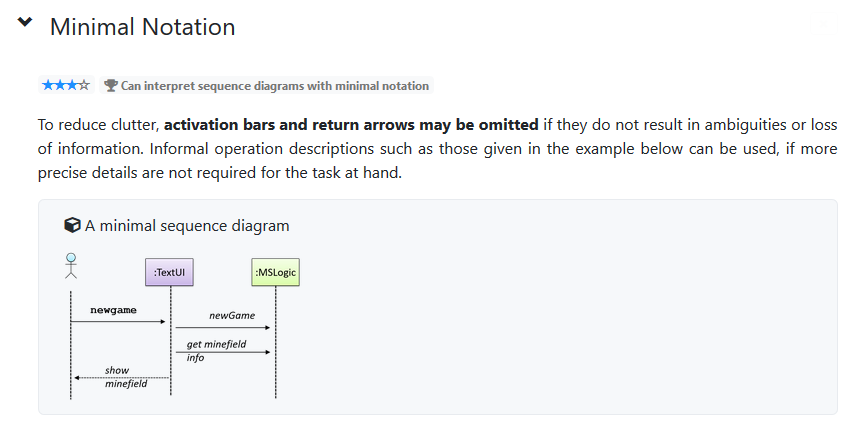 Minimal Notation
★★★☆ Can interpret sequence diagrams with minimal notation
To reduce clutter, activation bars and return arrows may be omitted if they do not result in ambiguities or loss
of information. Informal operation descriptions such as those given in the example below can be used, if more
precise details are not required for the task at hand.
A minimal sequence diagram
:TextUI
:MSLogic
newgame
newGame
get minefield
info
show
minefield